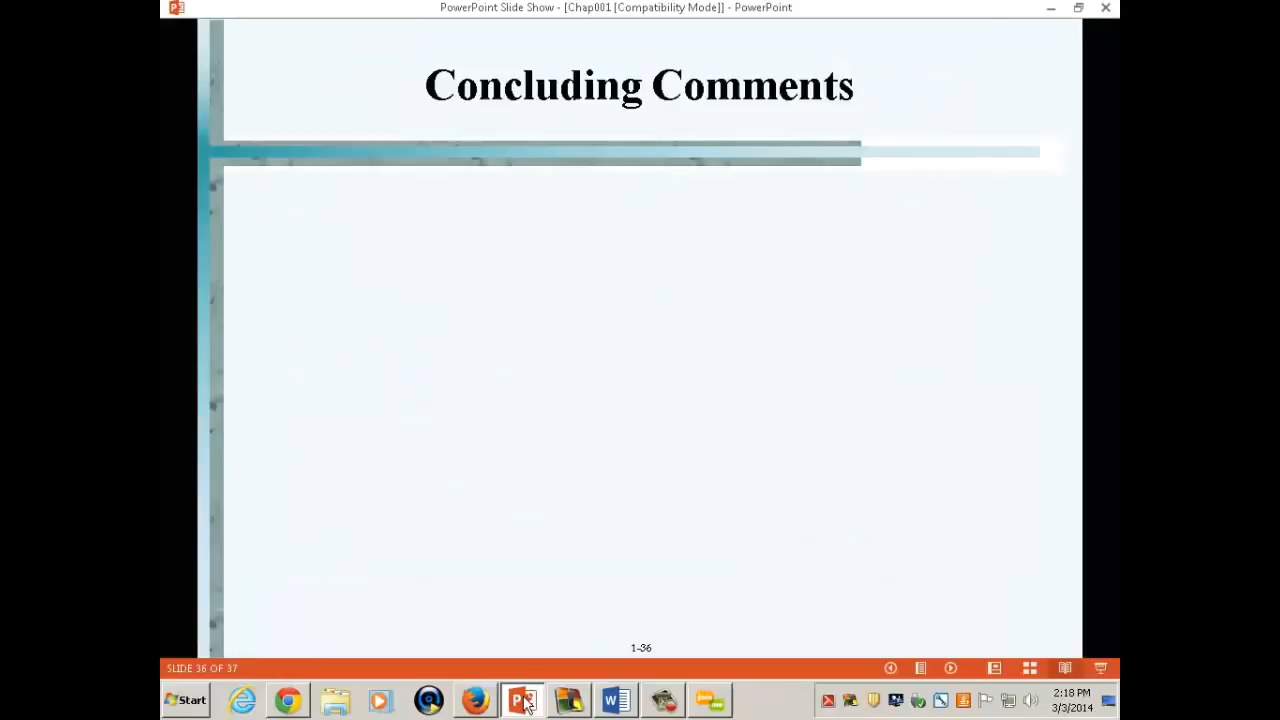 PowerPoint Slide Show - [Chap001 [Compatibility Mode]] - PowerPoint
Concluding Comments
1-36
SLIDE 36 OF 37
Start
2:18 PM
3/3/2014